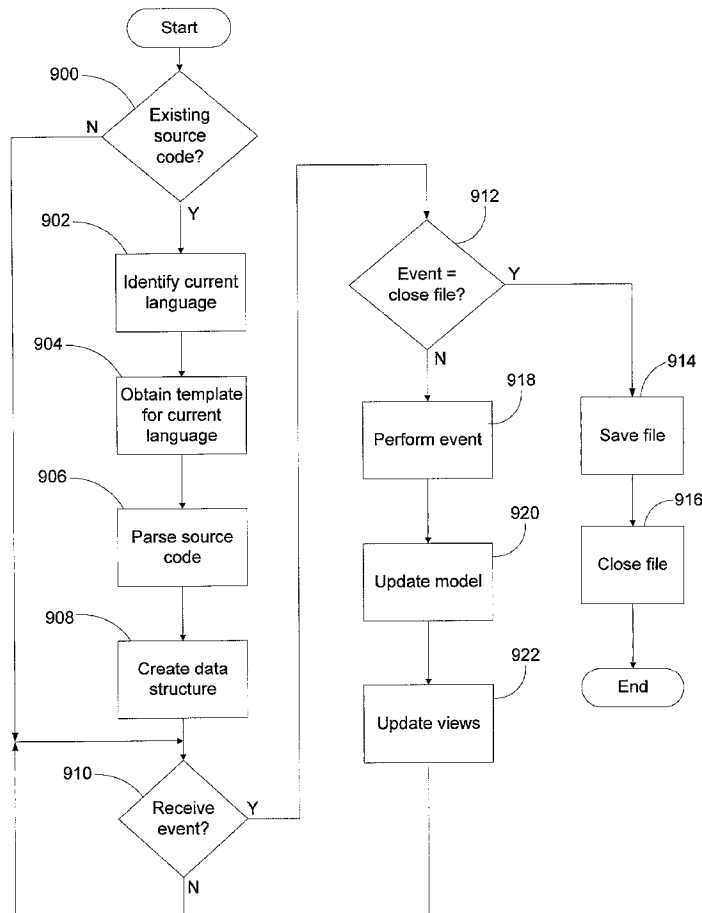 Start
900
Existing
source
code?
N
Y
902
Identify current
language
904
Obtain template
for current
language
906
Parse source
code
908
Create data
structure
910
Receive
event?
Y
N
912
Event =
close file?
Y
N
914
Save file
916
Close file
End
918
Perform event
920
Update model
922
Update views